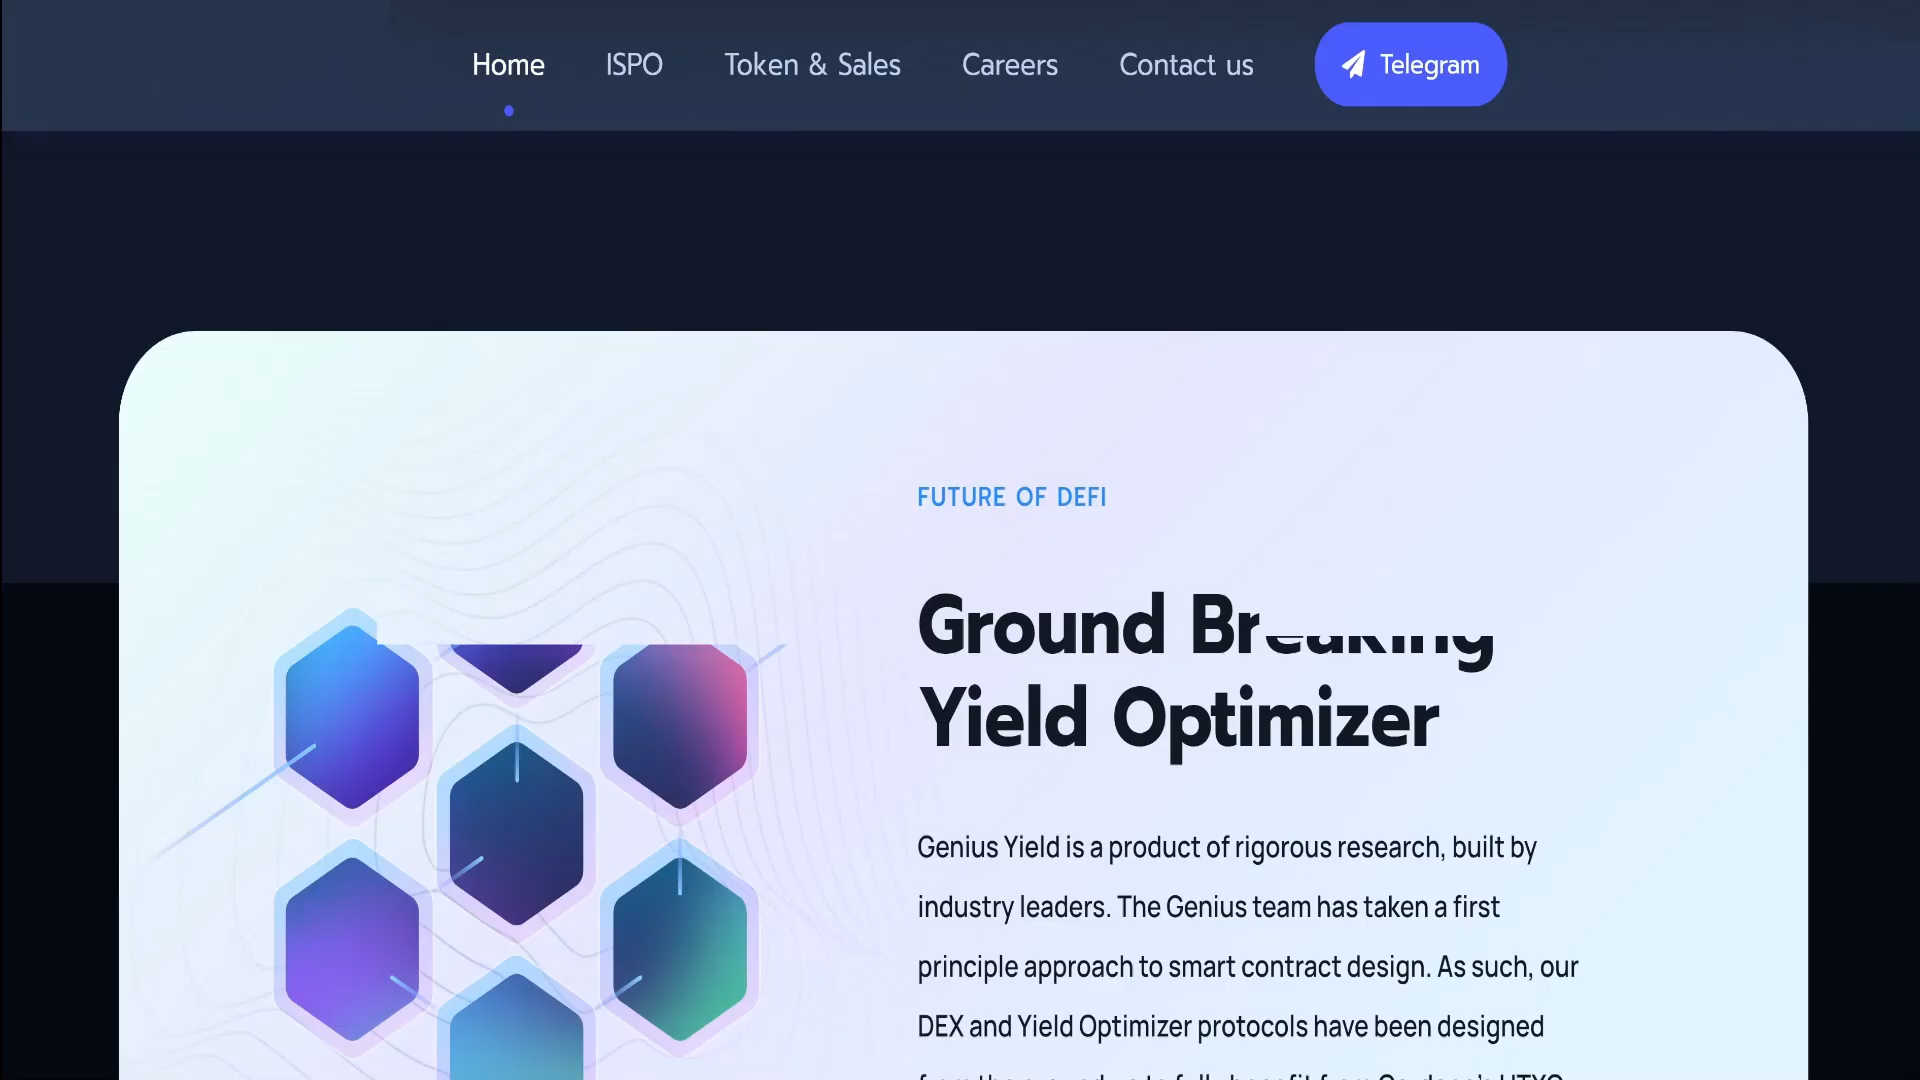 Home ISPO Token & Sales Careers Contact us Telegram
FUTURE OF DEFI
Ground Breaking
Yield Optimizer
Genius Yield is a product of rigorous research, built by
industry leaders. The Genius team has taken a first
principle approach to smart contract design. As such, our
DEX and Yield Optimizer protocols have been designed